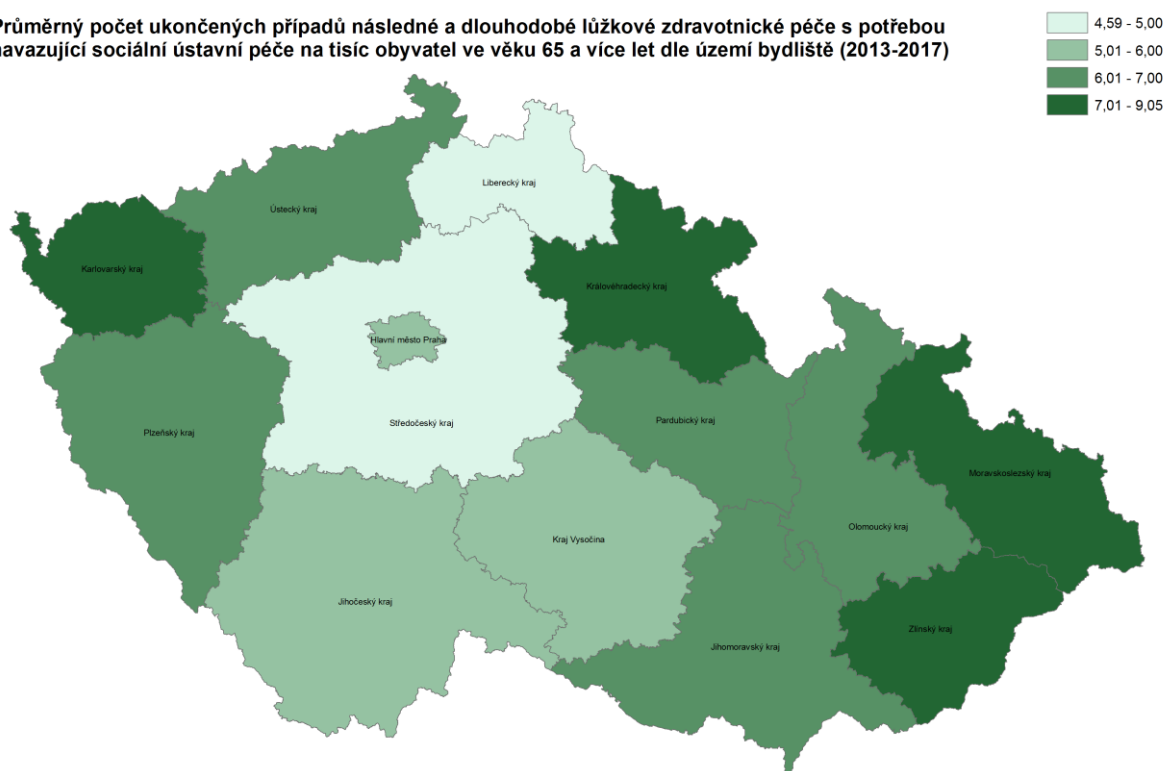 Průměrný počet ukončených případů následné a dlouhodobé lůžkové zdravotnické péče s potřebou
navazující sociální ústavní péče na tisíc obyvatel ve věku 65 a více let dle území bydliště (2013-2017)
4,59 - 5,00
5,01 - 6,00
6,01 - 7,00
7,01 - 9,05
Liberecký kraj
Ústecký kraj
Karlovarský kraj
Královéhradecký kraj
Hlavní město Praha
Pardubický kraj
Středočeský kraj
Plzeňský kraj
Moravskoslezský kraj
Olomoucký kraj
Kraj Vysočina
Jihočeský kraj
Zlínský kraj
Jihomoravský kraj